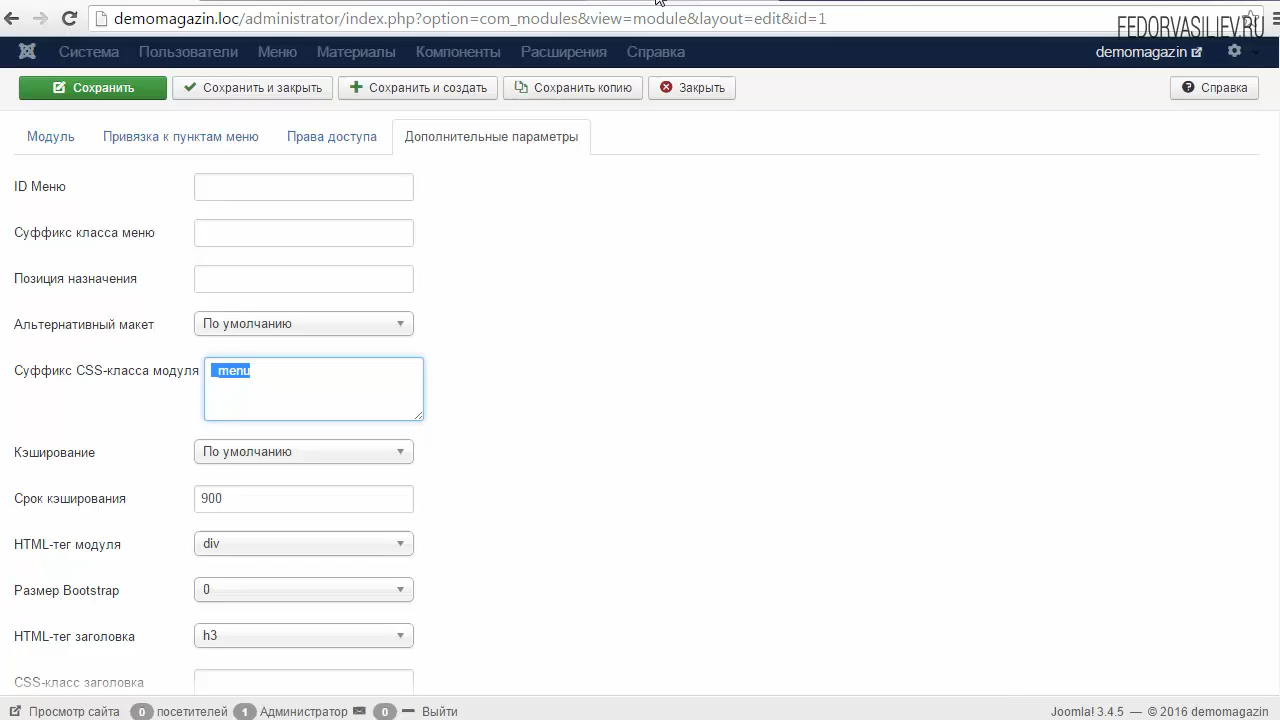 demomagazin.loc/administrator/index.php?option=com_modules&view=module&layout=edit&id=1
FEDORVASILIEV.RU
Система Пользователи Меню Материалы Компоненты Расширения Справка demomagazin
Сохранить Сохранить и закрыть Сохранить и создать Сохранить копию Закрыть Справка
Модуль Привязка к пунктам меню Права доступа Дополнительные параметры
ID Меню
Суффикс класса меню
Позиция назначения
Альтернативный макет По умолчанию
Суффикс CSS-класса модуля _menu
Кэширование По умолчанию
Срок кэширования 900
HTML-тег модуля div
Размер Bootstrap 0
HTML-тег заголовка h3
CSS-класс заголовка
Просмотр сайта 0 посетителей 1 Администратор 0 Выйти Joomla! 3.4.5 — © 2016 demomagazin